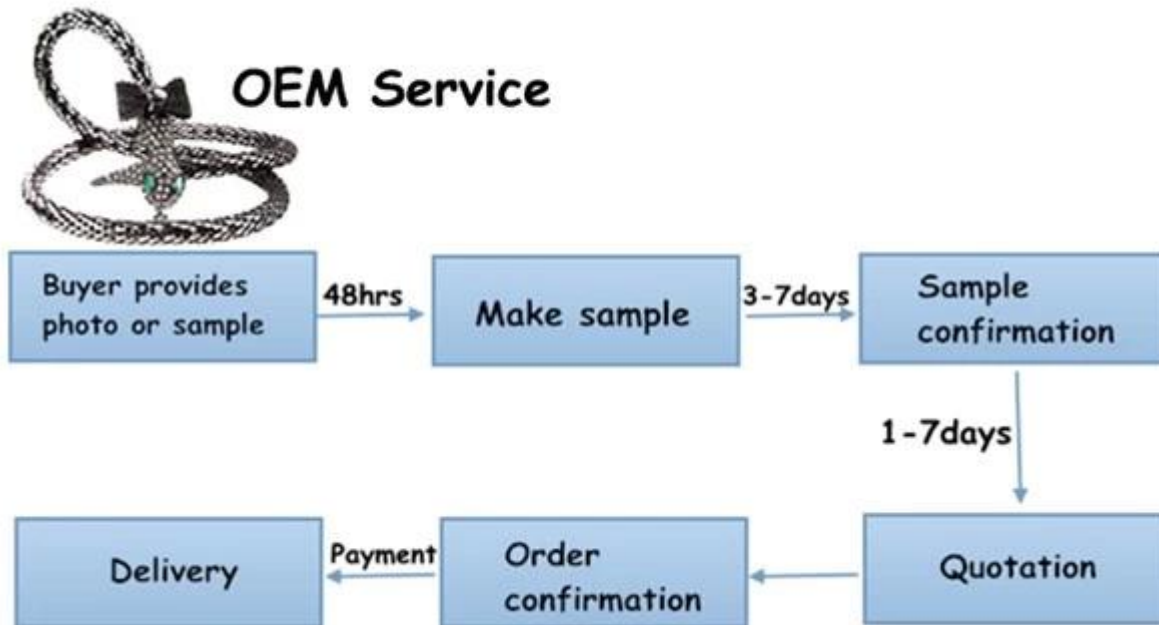 OEM Service
Buyer provides
photo or sample
48hrs
Make sample
3-7days
Sample
confirmation
1-7days
Quotation
Order
confirmation
Payment
Delivery